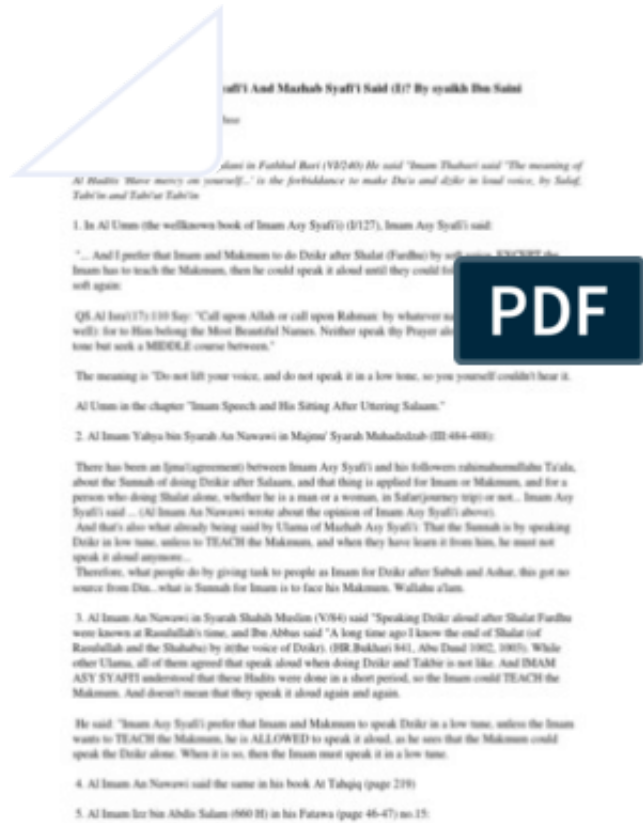 yafi'i And Mazhab Syafi'i Said (I)? By syaikh Ibn Saini
in Fathhul Bari (VI/240) He said "Imam Thabari said 'The meaning of
Al Hadits 'Have mercy on yourself...' is the forbiddance to make Du'a and dzikr in loud voice, by Salaf,
Tabi'in and Tabi'ut Tabi'in
1. In Al Umm (the wellknown book of Imam Asy Syafi'i) (I/127), Imam Asy Syafi'i said:
"... And I prefer that Imam and Makmum to do Dzikr after Shalat (Fardhu) by soft voice, EXCEPT the
Imam has to teach the Makmum, then he could speak it aloud until they could
soft again:
QS.Al Isra'(17):110 Say: "Call upon Allah or call upon Rahman: by whatever
well): for to Him belong the Most Beautiful Names. Neither speak thy Prayer
tone but seek a MIDDLE course between."
The meaning is "Do not lift your voice, and do not speak it in a low tone, so you yourself couldn't hear it.
Al Umm in the chapter "Imam Speech and His Sitting After Uttering Salaam."
2. Al Imam Yahya bin Syarah An Nawawi in Majmu' Syarah Muhadzdzab (III/484-488):
There has been an Ijma'(agreement) between Imam Asy Syafi'i and his followers rahimahumullahu Ta'ala,
about the Sunnah of doing Dzikir after Salaam, and that thing is applied for Imam or Makmum, and for a
person who doing Shalat alone, whether he is a man or a woman, in Safar(journey trip) or not... Imam Asy
Syafi'i said ... (Al Imam An Nawawi wrote about the opinion of Imam Asy Syafi'i above).
And that's also what already being said by Ulama of Mazhab Asy Syafi'i. That the Sunnah is by speaking
Dzikr in low tune, unless to TEACH the Makmum, and when they have learn it from him, he must not
speak it aloud anymore...
Therefore, what people do by giving task to people as Imam for Dzikr after Subuh and Ashar, this got no
source from Din...what is Sunnah for Imam is to face his Makmum. Wallahu a'lam.
3. Al Imam An Nawawi in Syarah Shahih Muslim (V/84) said "Speaking Dzikr aloud after Shalat Fardhu
were known at Rasulullah's time, and Ibn Abbas said "A long time ago I know the end of Shalat (of
Rasulullah and the Shahaba) by it(the voice of Dzikr). (HR.Bukhari 841, Abu Daud 1002, 1003). While
other Ulama, all of them agreed that speak aloud when doing Dzikr and Takbir is not like. And IMAM
ASY SYAFI'I understood that these Hadits were done in a short period, so the Imam could TEACH the
Makmum. And doesn't mean that they speak it aloud again and again.
He said: "Imam Asy Syafi'i prefer that Imam and Makmum to speak Dzikr in a low tune, unless the Imam
wants to TEACH the Makmum, he is ALLOWED to speak it aloud, as he sees that the Makmum could
speak the Dzikr alone. When it is so, then the Imam must speak it in a low tune.
4. Al Imam An Nawawi said the same in his book At Tahqiq (page 219)
5. Al Imam Izz bin Abdis Salam (660 H) in his Fatawa (page 46-47) no.15:
PDF